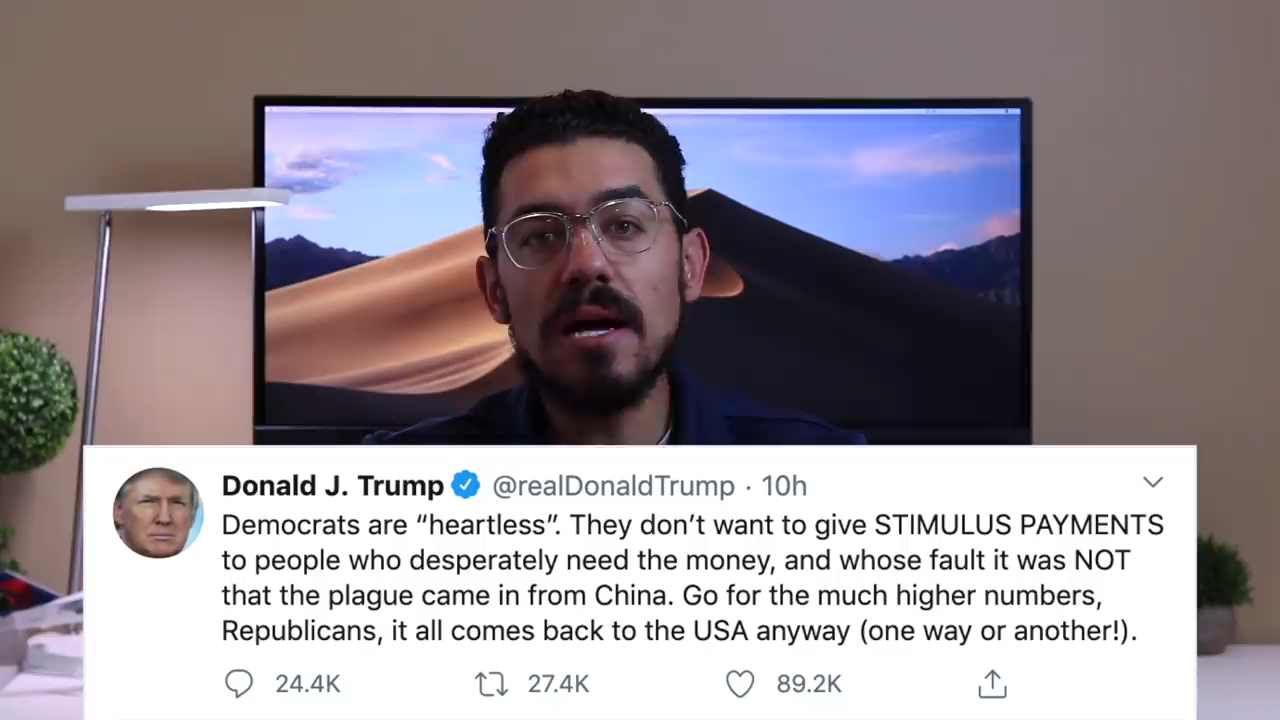 Donald J. Trump @realDonaldTrump · 10h
Democrats are “heartless”. They don’t want to give STIMULUS PAYMENTS
to people who desperately need the money, and whose fault it was NOT
that the plague came in from China. Go for the much higher numbers,
Republicans, it all comes back to the USA anyway (one way or another!).
24.4K 27.4K 89.2K